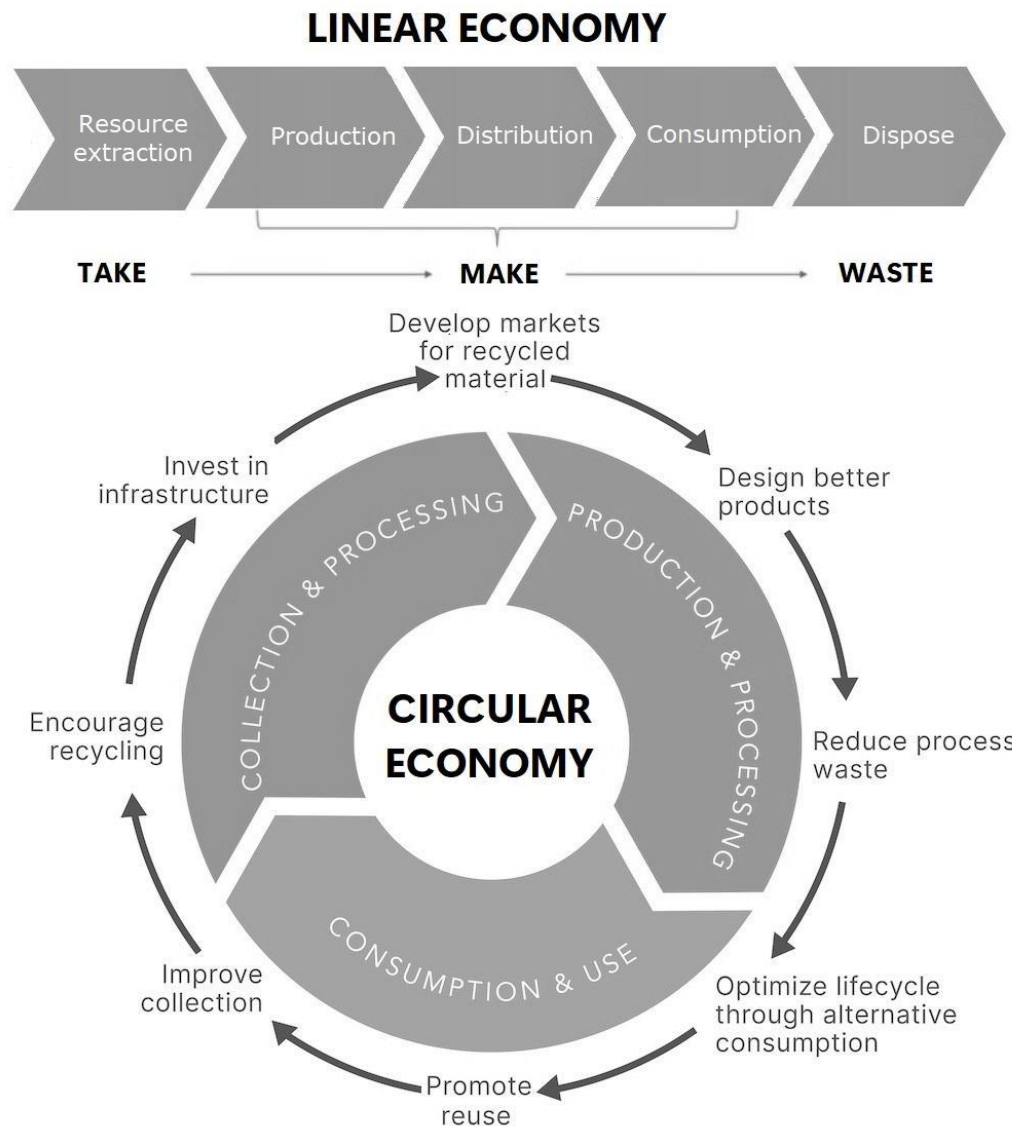 LINEAR ECONOMY
Resource
extraction
Production
Distribution
Consumption
Dispose
TAKE
MAKE
WASTE
Develop markets
for recycled
material
Design better
products
Reduce process
waste
Optimize lifecycle
through alternative
consumption
Promote
reuse
Improve
collection
Encourage
recycling
Invest in
infrastructure
COLLECTION & PROCESSING
PRODUCTION & PROCESSING
CONSUMPTION & USE
CIRCULAR
ECONOMY